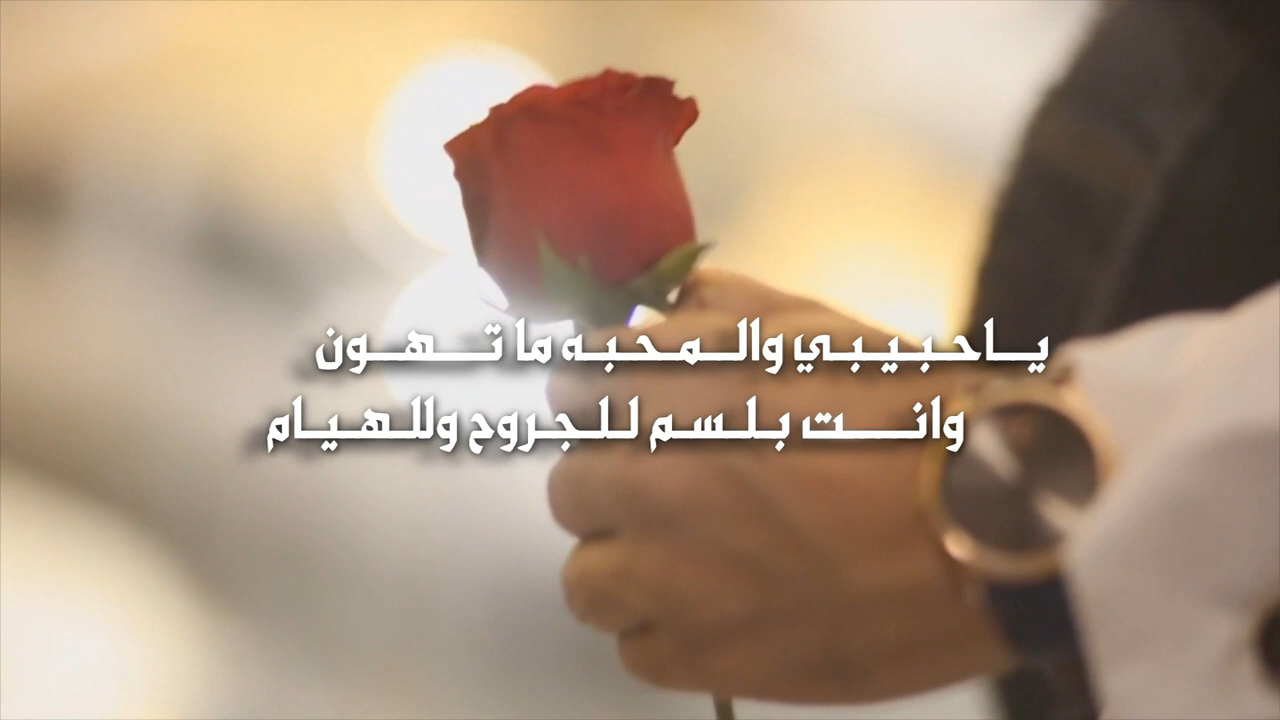 ياحبيبي والمحبه ما تهون
وانت بلسم للجروح وللهيام